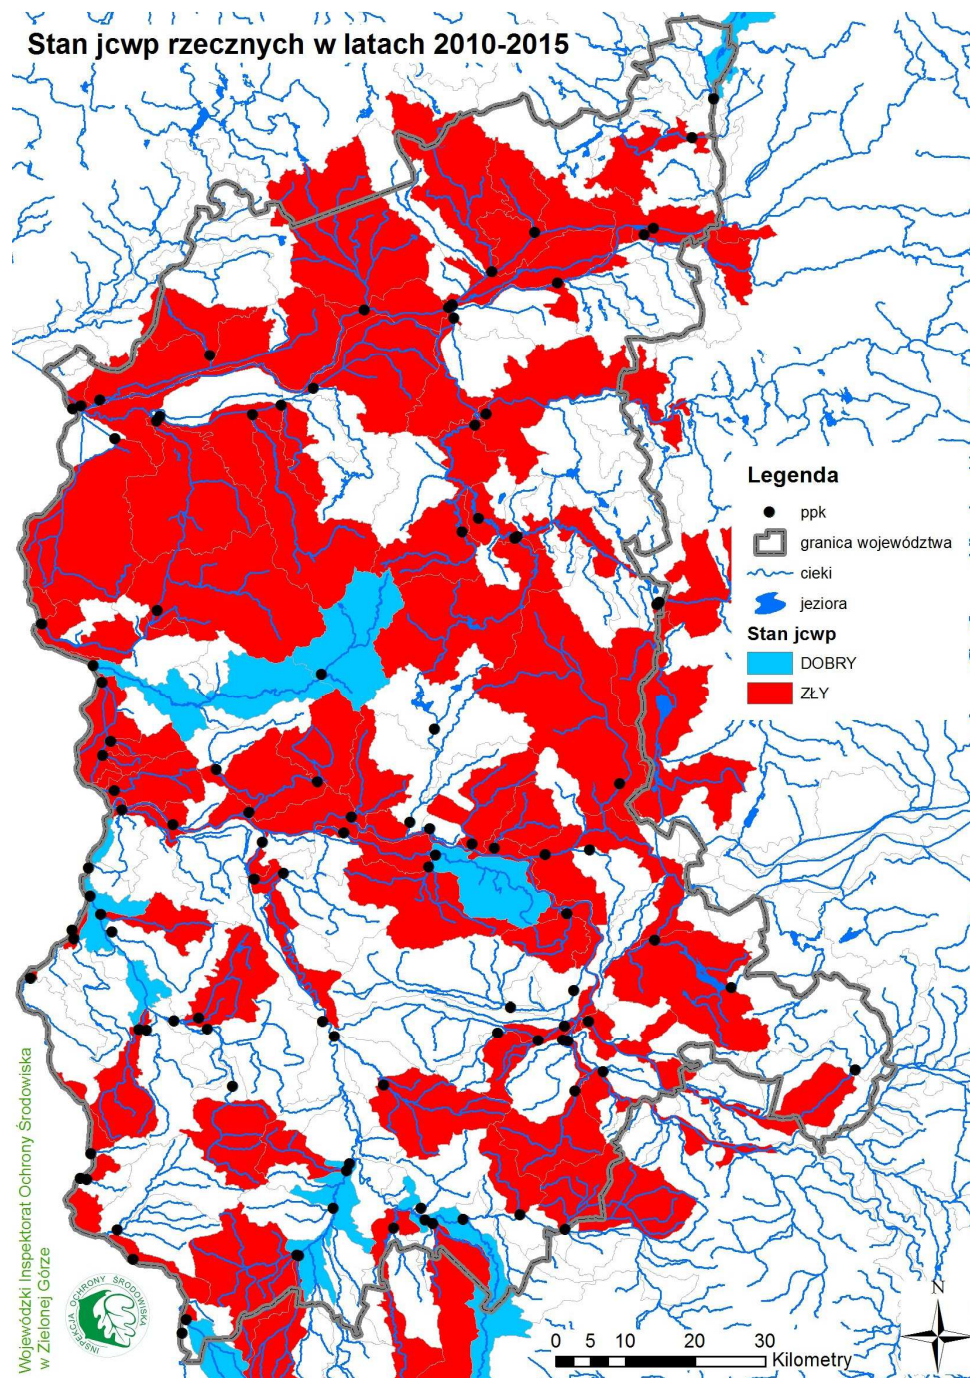 Stan jcwp rzecznych w latach 2010-2015
Legenda
ppk
granica województwa
cieki
jeziora
Stan jcwp
DOBRY
ZŁY
Wojewódzki Inspektorat Ochrony Środowiska
w Zielonej Górze
INSPEKCJA OCHRONY ŚRODOWISKA
N
0 5 10 20 30
Kilometry